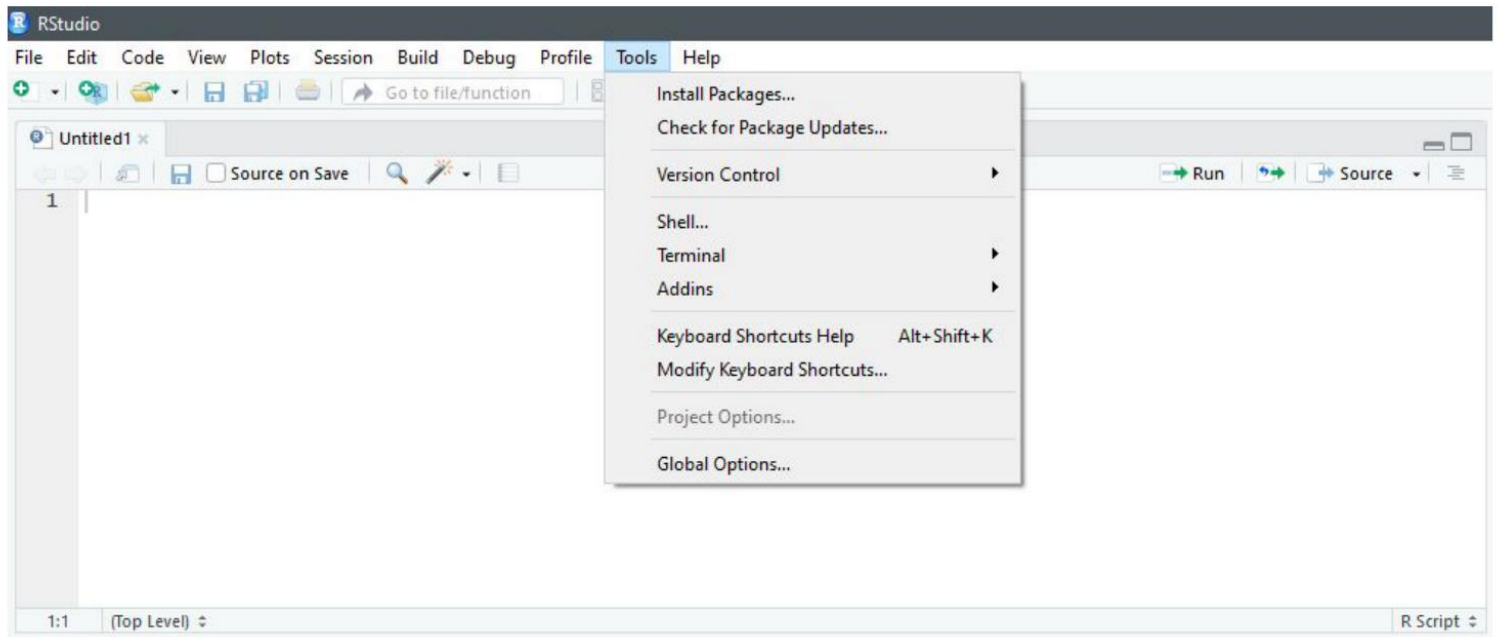 RStudio
File Edit Code View Plots Session Build Debug Profile Tools Help
Go to file/function
Install Packages...
Check for Package Updates...
Untitled1
Source on Save
Version Control
Run
Source
1
Shell...
Terminal
Addins
Keyboard Shortcuts Help Alt+Shift+K
Modify Keyboard Shortcuts...
Project Options...
Global Options...
1:1 (Top Level) R Script